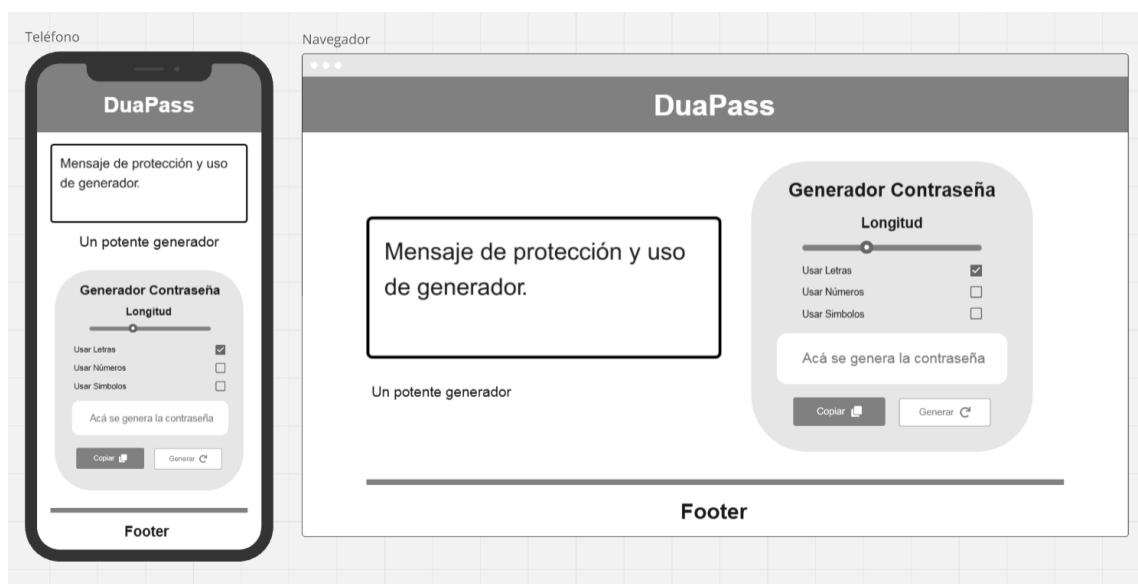 Teléfono
DuaPass
Mensaje de protección y uso
de generador.
Un potente generador
Generador Contraseña
Longitud
Usar Letras
Usar Números
Usar Simbolos
Acá se genera la contraseña
Copiar
Generar
Footer
Navegador
DuaPass
Mensaje de protección y uso
de generador.
Un potente generador
Generador Contraseña
Longitud
Usar Letras
Usar Números
Usar Simbolos
Acá se genera la contraseña
Copiar
Generar
Footer